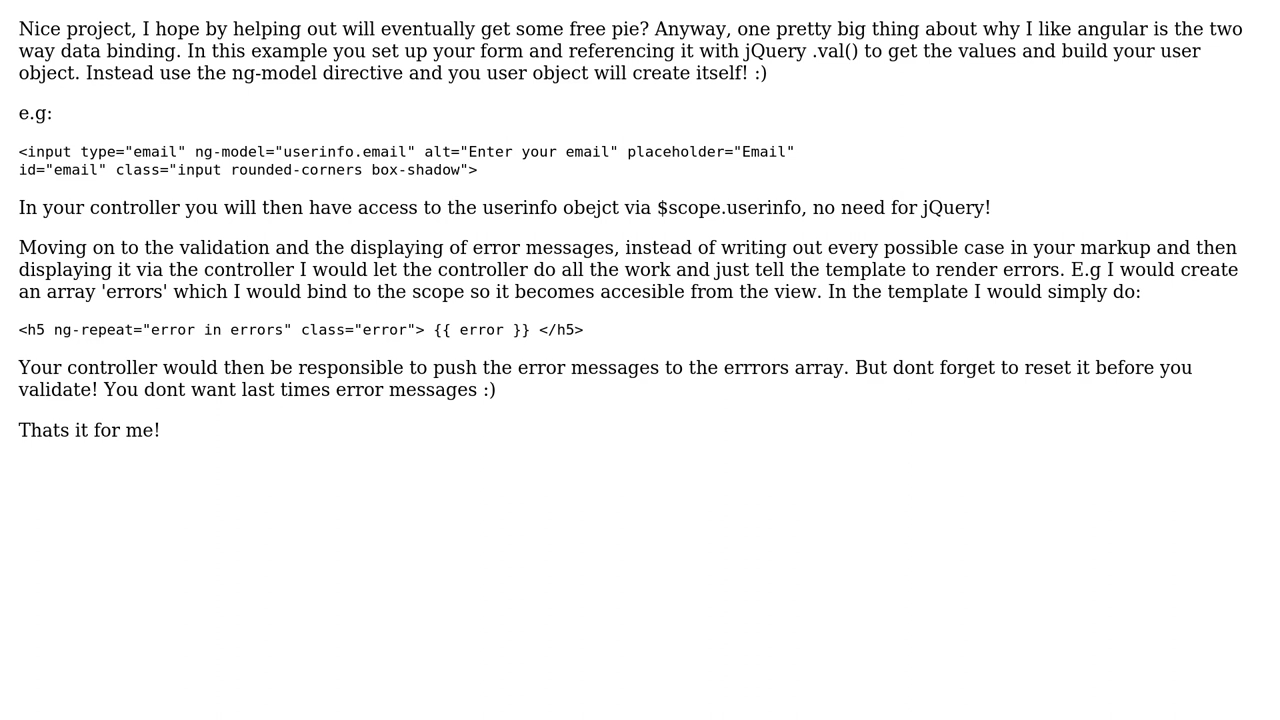 Nice project, I hope by helping out will eventually get some free pie? Anyway, one pretty big thing about why I like angular is the two
way data binding. In this example you set up your form and referencing it with jQuery .val() to get the values and build your user
object. Instead use the ng-model directive and you user object will create itself! :)
e.g:
<input type="email" ng-model="userinfo.email" alt="Enter your email" placeholder="Email"
id="email" class="input rounded-corners box-shadow">
In your controller you will then have access to the userinfo obejct via $scope.userinfo, no need for jQuery!
Moving on to the validation and the displaying of error messages, instead of writing out every possible case in your markup and then
displaying it via the controller I would let the controller do all the work and just tell the template to render errors. E.g I would create
an array 'errors' which I would bind to the scope so it becomes accesible from the view. In the template I would simply do:
<h5 ng-repeat="error in errors" class="error"> {{ error }} </h5>
Your controller would then be responsible to push the error messages to the errrors array. But dont forget to reset it before you
validate! You dont want last times error messages :)
Thats it for me!